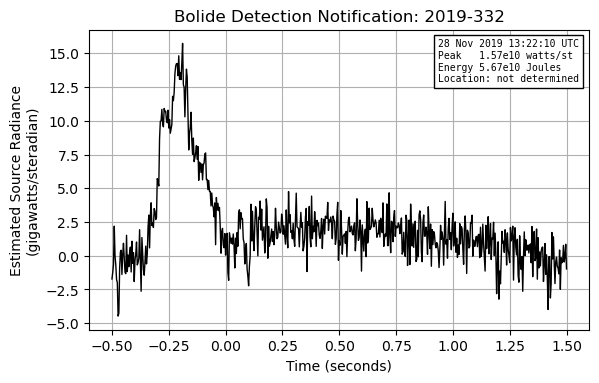 Bolide Detection Notification: 2019-332
28 Nov 2019 13:22:10 UTC
Peak   1.57e10 watts/st
Energy 5.67e10 Joules
Location: not determined
Estimated Source Radiance
(gigawatts/steradian)
15.0
12.5
10.0
7.5
5.0
2.5
0.0
−2.5
−5.0
−0.50 −0.25 0.00 0.25 0.50 0.75 1.00 1.25 1.50
Time (seconds)